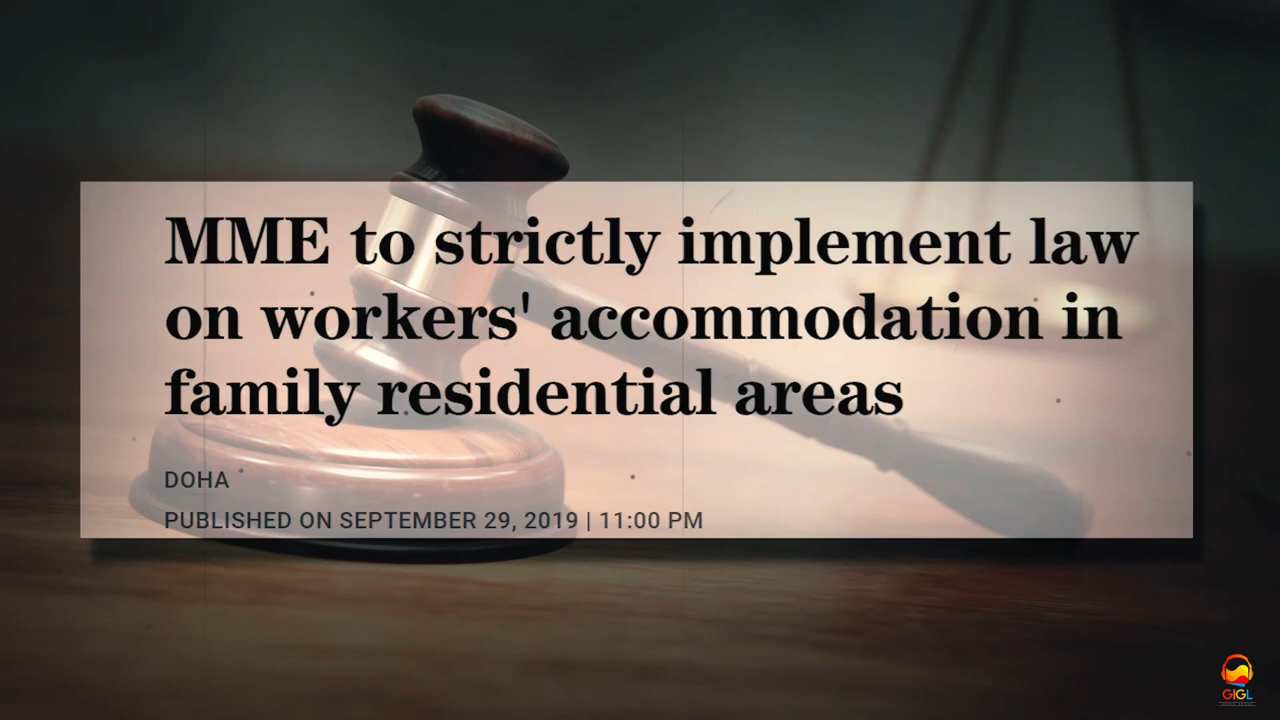 MME to strictly implement law
on workers' accommodation in
family residential areas
DOHA
PUBLISHED ON SEPTEMBER 29, 2019 | 11:00 PM
GIGL